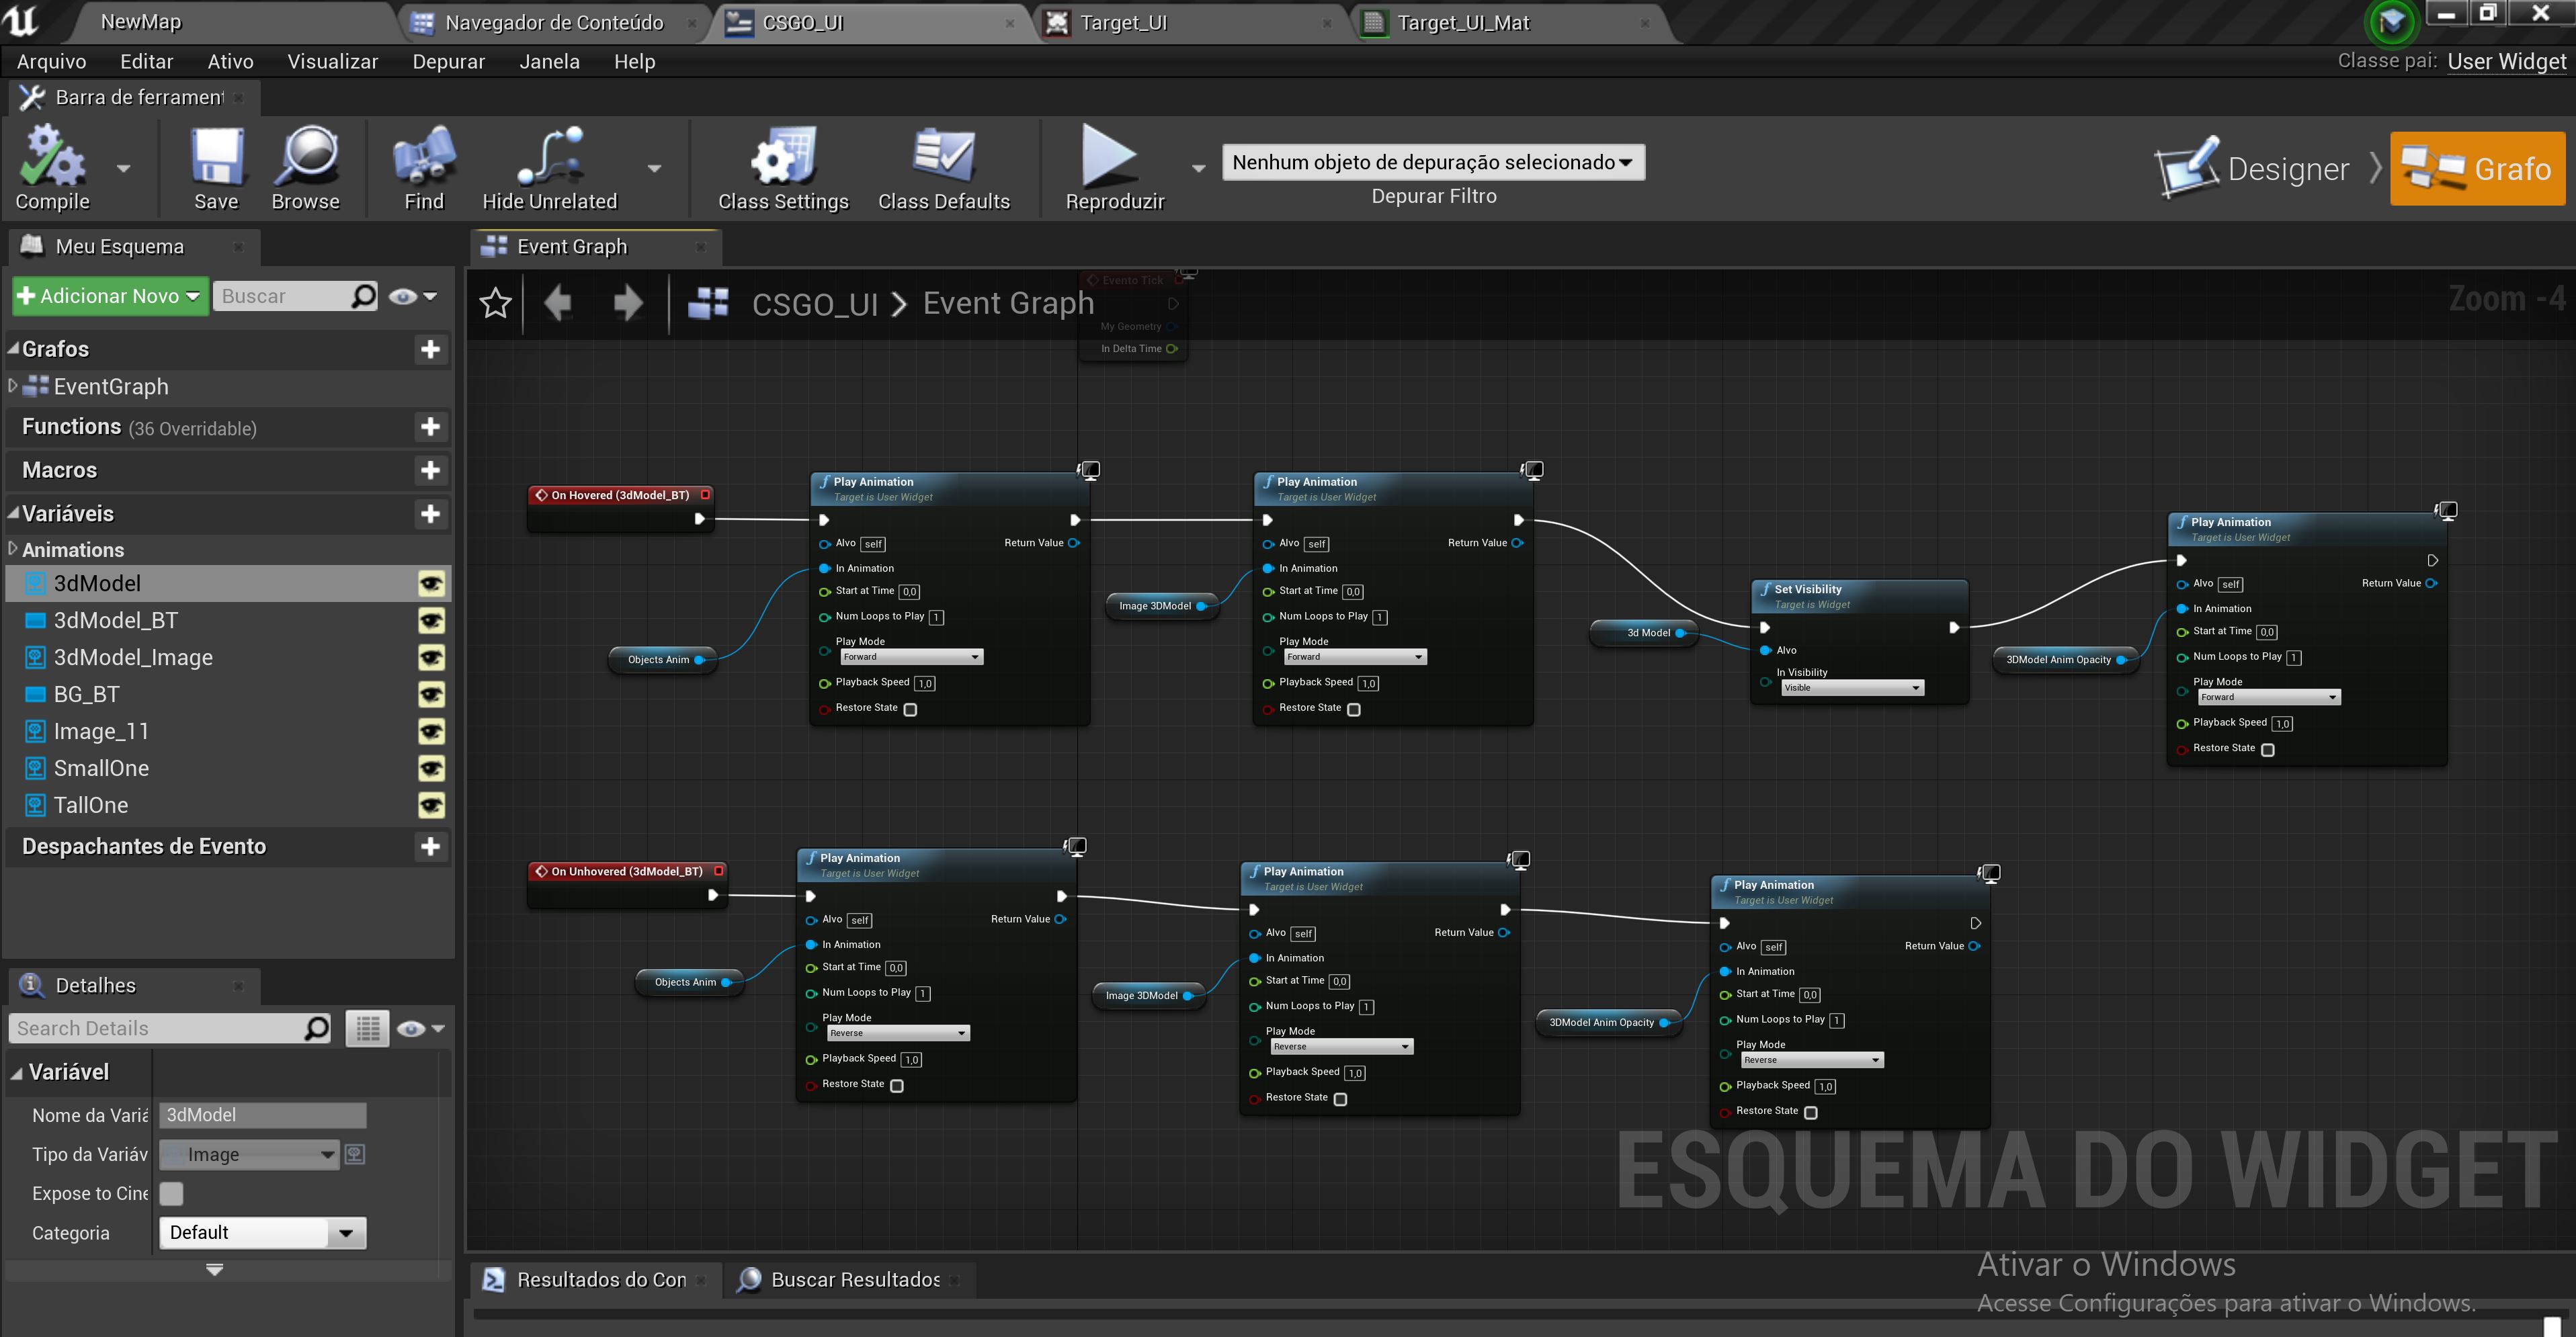 NewMap
Navegador de Conteúdo
CSGO_UI
Target_UI
Target_UI_Mat
Arquivo
Editar
Ativo
Visualizar
Depurar
Janela
Help
Classe pai: User Widget
Barra de ferrament
Compile
Save
Browse
Find
Hide Unrelated
Class Settings
Class Defaults
Reproduzir
Nenhum objeto de depuração selecionado
Depurar Filtro
Designer
Grafo
Meu Esquema
Adicionar Novo
Buscar
Grafos
EventGraph
Functions (36 Overridable)
Macros
Variáveis
Animations
3dModel
3dModel_BT
3dModel_Image
BG_BT
Image_11
SmallOne
TallOne
Despachantes de Evento
Detalhes
Search Details
Variável
Nome da Variá
3dModel
Tipo da Variáv
Image
Expose to Cine
Categoria
Default
Event Graph
CSGO_UI > Event Graph
Zoom -4
Evento Tick
My Geometry
In Delta Time
On Hovered (3dModel_BT)
Objects Anim
Play Animation
Target is User Widget
Alvo self
Return Value
In Animation
Start at Time 0,0
Num Loops to Play 1
Play Mode
Forward
Playback Speed 1,0
Restore State
Image 3DModel
Play Animation
Target is User Widget
Alvo self
Return Value
In Animation
Start at Time 0,0
Num Loops to Play 1
Play Mode
Forward
Playback Speed 1,0
Restore State
3d Model
Set Visibility
Target is Widget
Alvo
In Visibility
Visible
3DModel Anim Opacity
Play Animation
Target is User Widget
Alvo self
Return Value
In Animation
Start at Time 0,0
Num Loops to Play 1
Play Mode
Forward
Playback Speed 1,0
Restore State
On Unhovered (3dModel_BT)
Objects Anim
Play Animation
Target is User Widget
Alvo self
Return Value
In Animation
Start at Time 0,0
Num Loops to Play 1
Play Mode
Reverse
Playback Speed 1,0
Restore State
Image 3DModel
Play Animation
Target is User Widget
Alvo self
Return Value
In Animation
Start at Time 0,0
Num Loops to Play 1
Play Mode
Reverse
Playback Speed 1,0
Restore State
3DModel Anim Opacity
Play Animation
Target is User Widget
Alvo self
Return Value
In Animation
Start at Time 0,0
Num Loops to Play 1
Play Mode
Reverse
Playback Speed 1,0
Restore State
ESQUEMA DO WIDGET
Resultados do Con
Buscar Resultados
Ativar o Windows
Acesse Configurações para ativar o Windows.